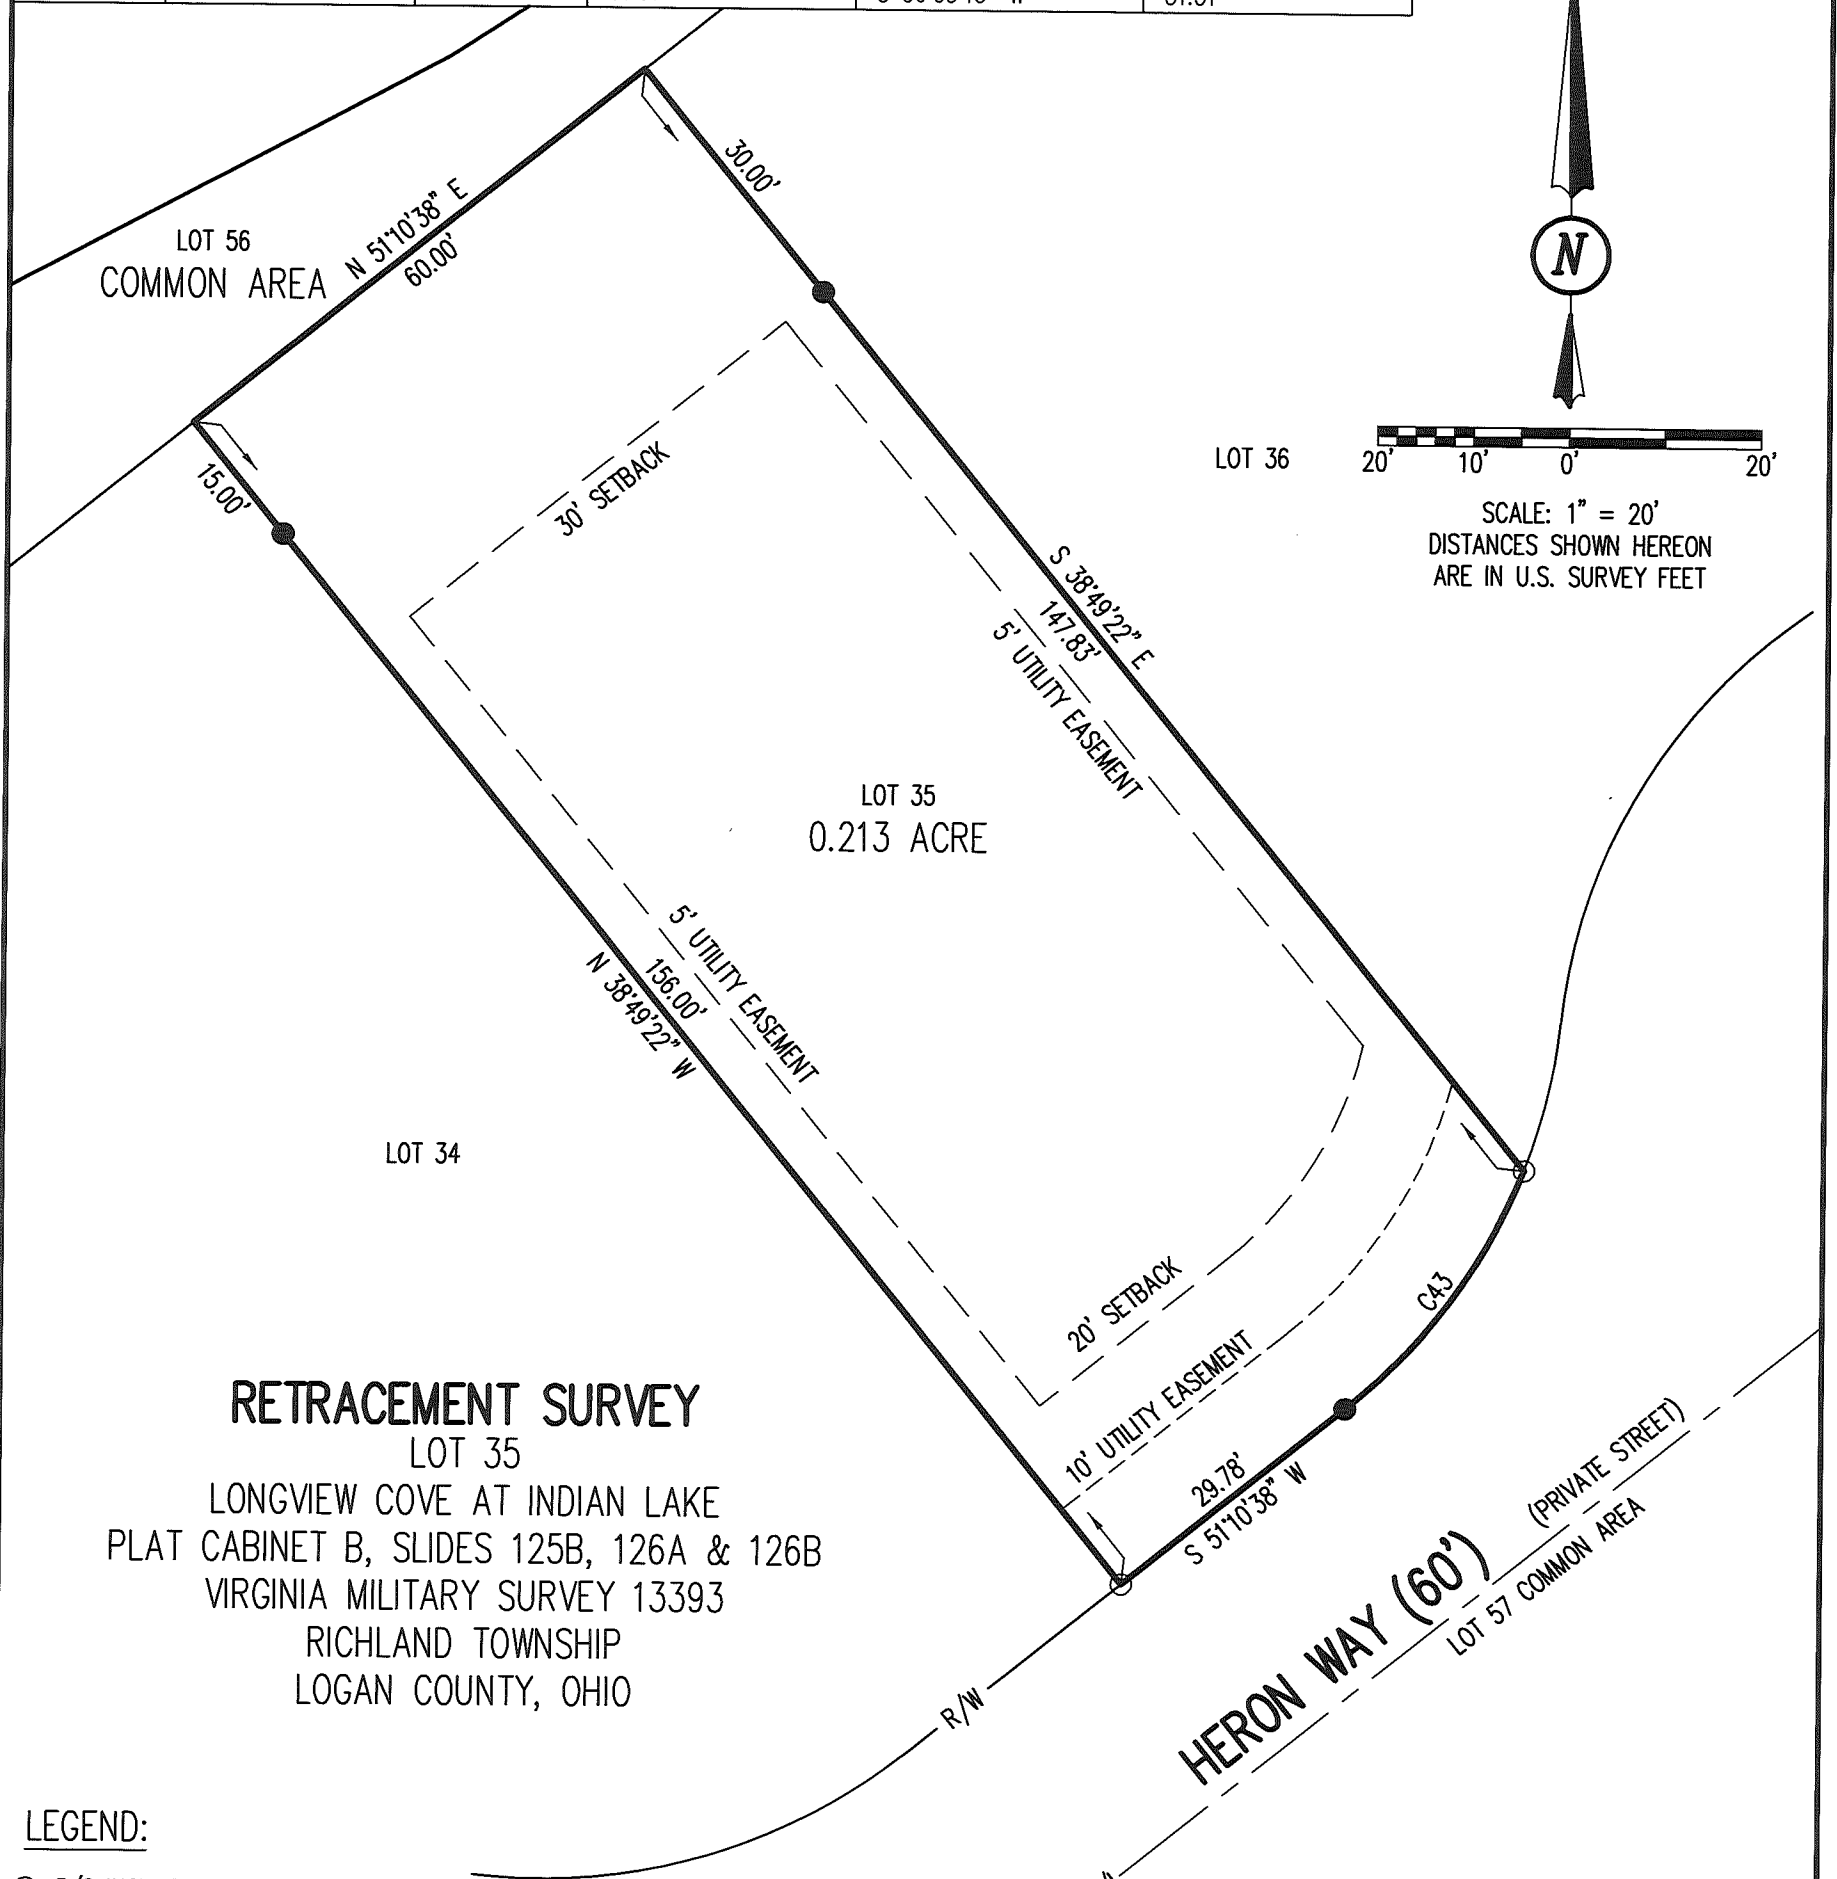 30.00'
N 51°10'38" E
60.00'
LOT 56
COMMON AREA
N
15.00'
30' SETBACK
LOT 36
20' 10' 0' 20'
SCALE: 1" = 20'
DISTANCES SHOWN HEREON
ARE IN U.S. SURVEY FEET
S 38°49'22" E
147.83'
5' UTILITY EASEMENT
LOT 35
0.213 ACRE
5' UTILITY EASEMENT
156.00'
N 38°49'22" W
LOT 34
20' SETBACK
C43
10' UTILITY EASEMENT
29.78'
S 51°10'38" W
RETRACEMENT SURVEY
LOT 35
LONGVIEW COVE AT INDIAN LAKE
PLAT CABINET B, SLIDES 125B, 126A & 126B
VIRGINIA MILITARY SURVEY 13393
RICHLAND TOWNSHIP
LOGAN COUNTY, OHIO
(PRIVATE STREET)
HERON WAY (60')
LOT 57 COMMON AREA
R/W
LEGEND: